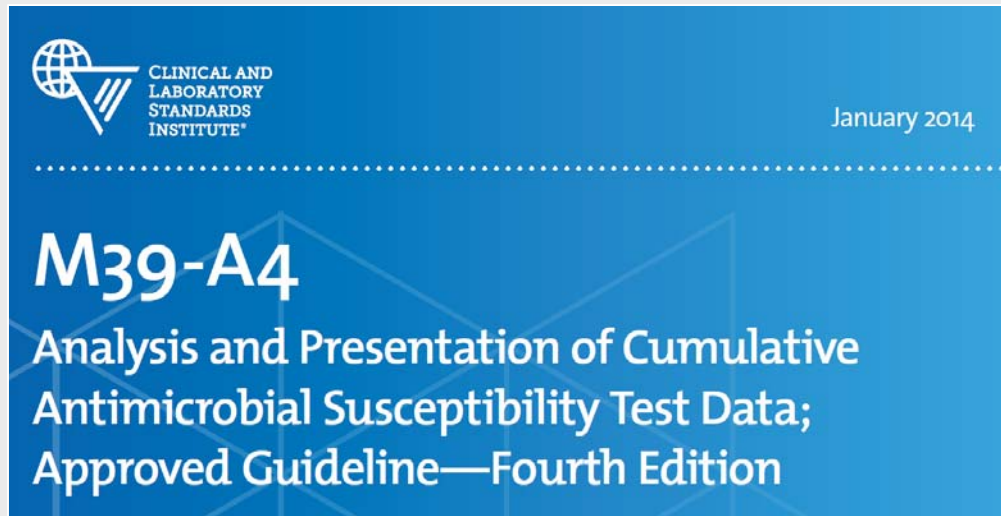 CLINICAL AND
LABORATORY
STANDARDS
INSTITUTE®
January 2014
M39-A4
Analysis and Presentation of Cumulative
Antimicrobial Susceptibility Test Data;
Approved Guideline—Fourth Edition